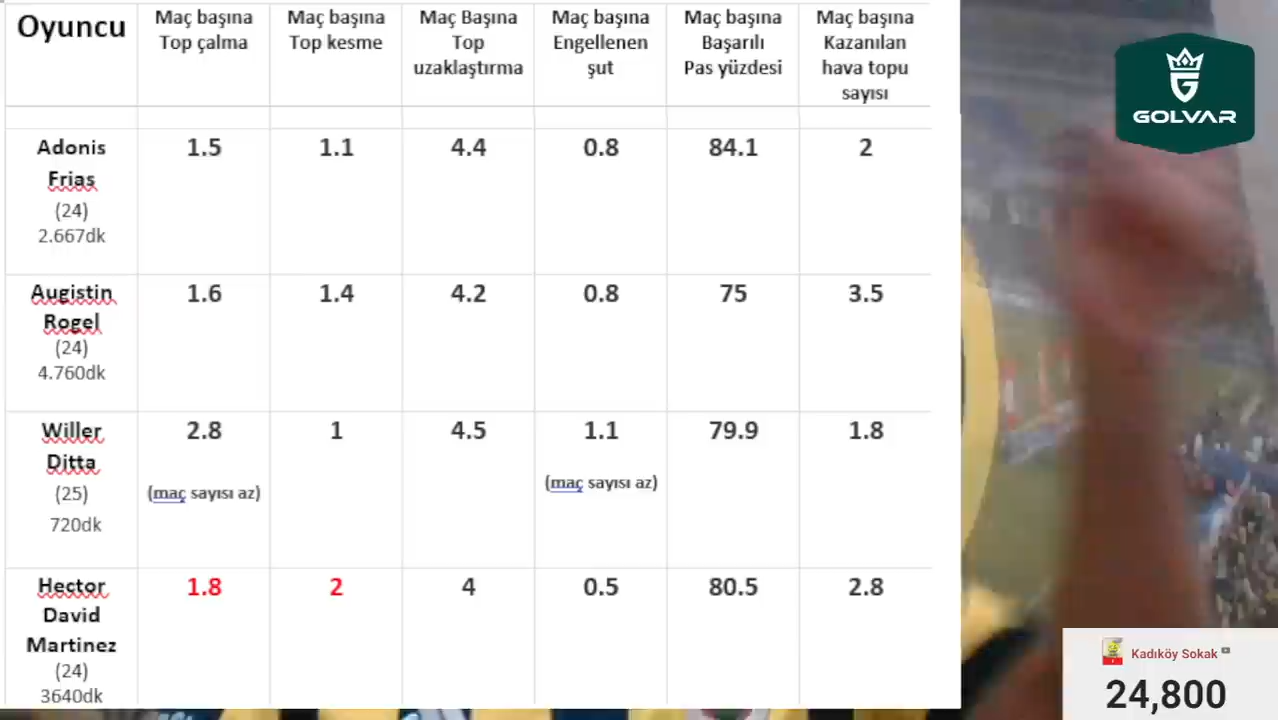 Oyuncu
Maç başına
Top çalma
Maç başına
Top kesme
Maç Başına
Top
uzaklaştırma
Maç başına
Engellenen
şut
Maç başına
Başarılı
Pas yüzdesi
Maç başına
Kazanılan
hava topu
sayısı
Adonis
Frias
(24)
2.667dk
1.5
1.1
4.4
0.8
84.1
2
Augistin
Rogel
(24)
4.760dk
1.6
1.4
4.2
0.8
75
3.5
Willer
Ditta
(25)
720dk
2.8
(maç sayısı az)
1
4.5
1.1
(maç sayısı az)
79.9
1.8
Hector
David
Martinez
(24)
3640dk
1.8
2
4
0.5
80.5
2.8
GOLVAR
Kadıköy Sokak
24,800